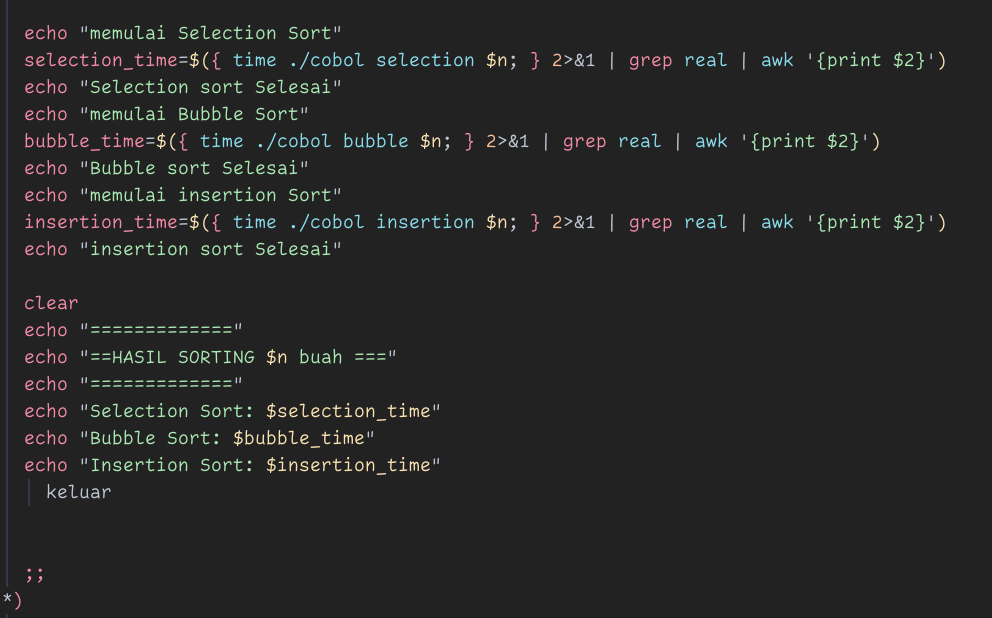 echo "memulai Selection Sort"
selection_time=$({ time ./cobol selection $n; } 2>&1 | grep real | awk '{print $2}')
echo "Selection sort Selesai"
echo "memulai Bubble Sort"
bubble_time=$({ time ./cobol bubble $n; } 2>&1 | grep real | awk '{print $2}')
echo "Bubble sort Selesai"
echo "memulai insertion Sort"
insertion_time=$({ time ./cobol insertion $n; } 2>&1 | grep real | awk '{print $2}')
echo "insertion sort Selesai"
clear
echo "============="
echo "==HASIL SORTING $n buah ==="
echo "============="
echo "Selection Sort: $selection_time"
echo "Bubble Sort: $bubble_time"
echo "Insertion Sort: $insertion_time"
keluar
;;
*)